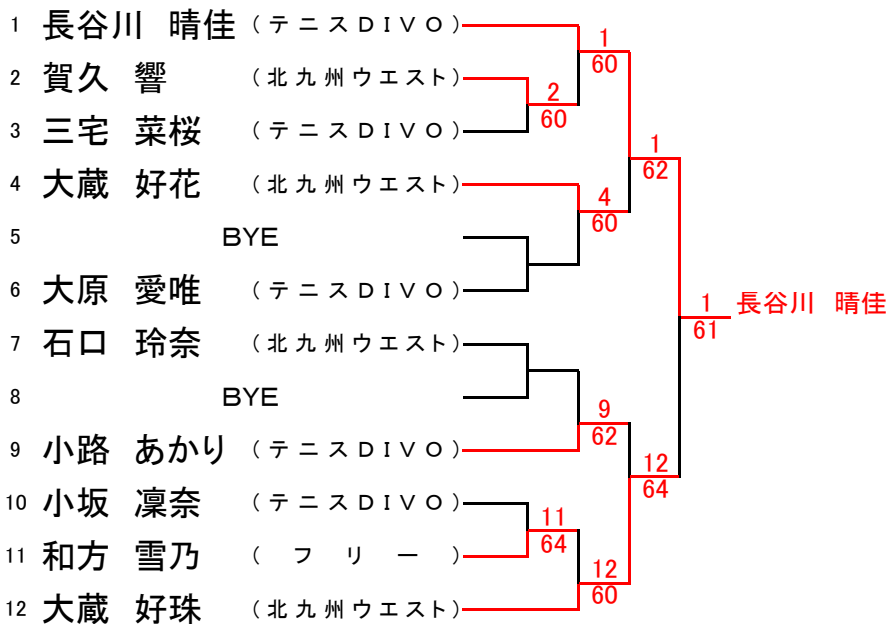 1 長谷川 晴佳 (テニスDIVO)
1
60
2 賀久 響 (北九州ウエスト)
2
60
3 三宅 菜桜 (テニスDIVO)
1
62
4 大蔵 好花 (北九州ウエスト)
4
60
5 BYE
6 大原 愛唯 (テニスDIVO)
1 長谷川 晴佳
61
7 石口 玲奈 (北九州ウエスト)
8 BYE
9
62
9 小路 あかり (テニスDIVO)
12
64
10 小坂 凜奈 (テニスDIVO)
11
64
11 和方 雪乃 (フリー)
12
60
12 大蔵 好珠 (北九州ウエスト)